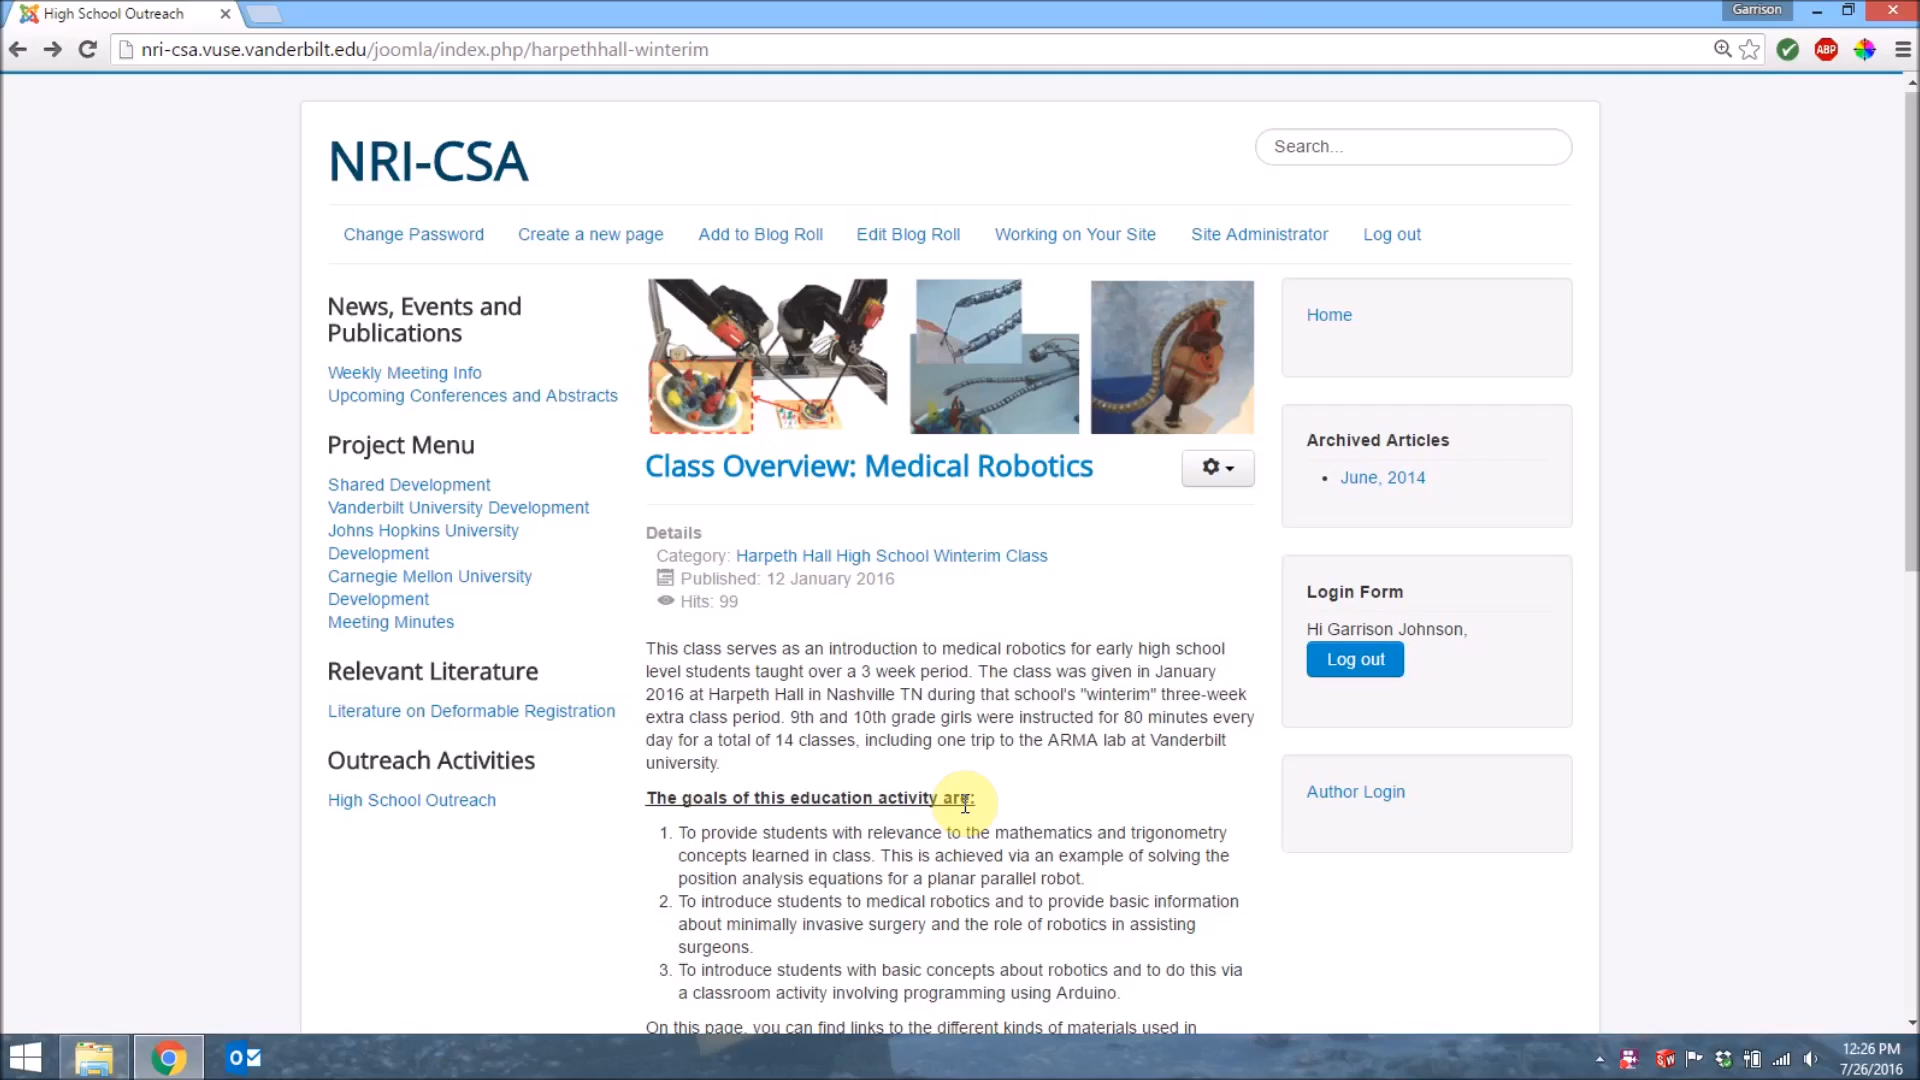 High School Outreach
Garrison
nri-csa.vuse.vanderbilt.edu/joomla/index.php/harpethhall-winterim
ABP
NRI-CSA
Search...
Change Password Create a new page Add to Blog Roll Edit Blog Roll Working on Your Site Site Administrator Log out
News, Events and
Publications
Weekly Meeting Info
Upcoming Conferences and Abstracts
Project Menu
Shared Development
Vanderbilt University Development
Johns Hopkins University
Development
Carnegie Mellon University
Development
Meeting Minutes
Relevant Literature
Literature on Deformable Registration
Outreach Activities
High School Outreach
Class Overview: Medical Robotics
Details
Category: Harpeth Hall High School Winterim Class
Published: 12 January 2016
Hits: 99
This class serves as an introduction to medical robotics for early high school
level students taught over a 3 week period. The class was given in January
2016 at Harpeth Hall in Nashville TN during that school's "winterim" three-week
extra class period. 9th and 10th grade girls were instructed for 80 minutes every
day for a total of 14 classes, including one trip to the ARMA lab at Vanderbilt
university.
The goals of this education activity are:
1. To provide students with relevance to the mathematics and trigonometry
concepts learned in class. This is achieved via an example of solving the
position analysis equations for a planar parallel robot.
2. To introduce students to medical robotics and to provide basic information
about minimally invasive surgery and the role of robotics in assisting
surgeons.
3. To introduce students with basic concepts about robotics and to do this via
a classroom activity involving programming using Arduino.
On this page, you can find links to the different kinds of materials used in
Home
Archived Articles
• June, 2014
Login Form
Hi Garrison Johnson,
Log out
Author Login
12:26 PM
7/26/2016